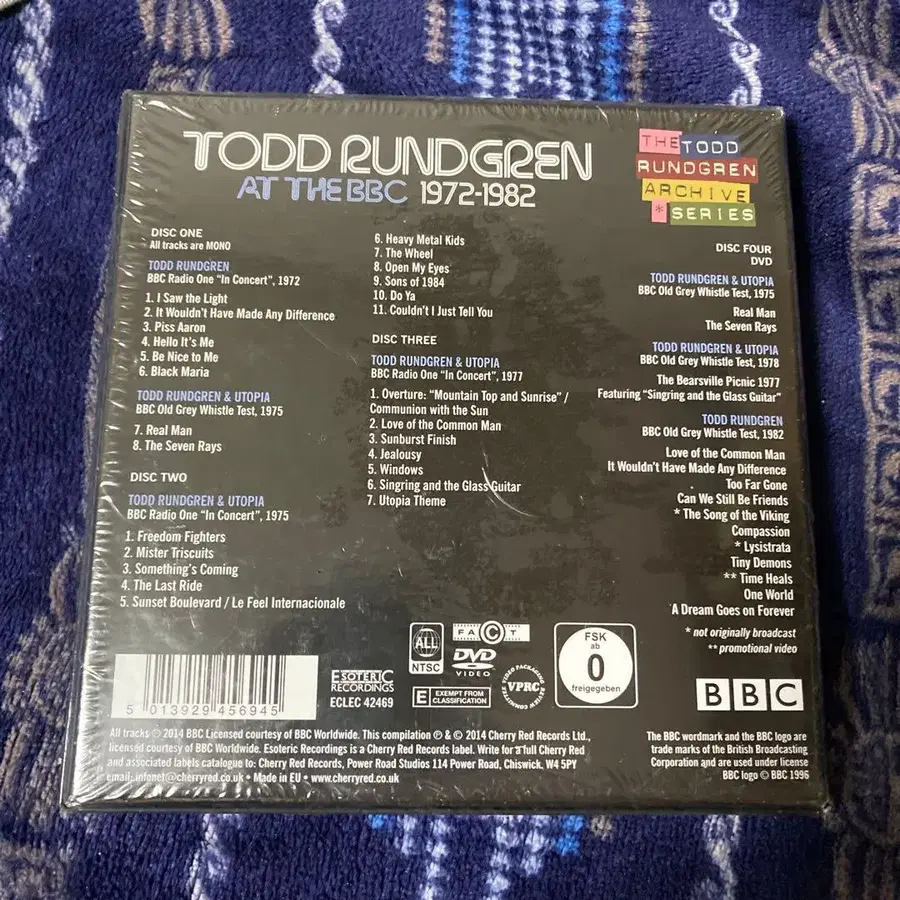 TODD RUNDGREN
AT THE BBC 1972-1982
THE TODD
RUNDGREN
ARCHIVE
* SERIES
DISC ONE
All tracks are MONO
TODD RUNDGREN
BBC Radio One "In Concert", 1972
1. I Saw the Light
2. It Wouldn't Have Made Any Difference
3. Piss Aaron
4. Hello It's Me
5. Be Nice to Me
6. Black Maria
TODD RUNDGREN & UTOPIA
BBC Old Grey Whistle Test, 1975
7. Real Man
8. The Seven Rays
DISC TWO
TODD RUNDGREN & UTOPIA
BBC Radio One "In Concert", 1975
1. Freedom Fighters
2. Mister Triscuits
3. Something's Coming
4. The Last Ride
5. Sunset Boulevard / Le Feel Internacionale
6. Heavy Metal Kids
7. The Wheel
8. Open My Eyes
9. Sons of 1984
10. Do Ya
11. Couldn't I Just Tell You
DISC THREE
TODD RUNDGREN & UTOPIA
BBC Radio One "In Concert", 1977
1. Overture: "Mountain Top and Sunrise" /
Communion with the Sun
2. Love of the Common Man
3. Sunburst Finish
4. Jealousy
5. Windows
6. Singring and the Glass Guitar
7. Utopia Theme
DISC FOUR
DVD
TODD RUNDGREN & UTOPIA
BBC Old Grey Whistle Test, 1975
Real Man
The Seven Rays
TODD RUNDGREN & UTOPIA
BBC Old Grey Whistle Test, 1978
The Bearsville Picnic 1977
Featuring "Singring and the Glass Guitar"
TODD RUNDGREN
BBC Old Grey Whistle Test, 1982
Love of the Common Man
It Wouldn't Have Made Any Difference
Too Far Gone
Can We Still Be Friends
* The Song of the Viking
Compassion
* Lysistrata
Tiny Demons
** Time Heals
One World
A Dream Goes on Forever
* not originally broadcast
** promotional video
5 013929 456945
ESOTERIC
RECORDINGS
ECLEC 42469
ALL
NTSC
FACT
DVD
VIDEO
E EXEMPT FROM
CLASSIFICATION
VIDEO PACKAGING REVIEW COMMITTEE
VPRC
FSK
ab
0
freigegeben
BBC
All tracks ℗ 2014 BBC Licensed courtesy of BBC Worldwide. This compilation ℗ & © 2014 Cherry Red Records Ltd.,
licensed courtesy of BBC Worldwide. Esoteric Recordings is a Cherry Red Records label. Write for a full Cherry Red
and associated labels catalogue to: Cherry Red Records, Power Road Studios 114 Power Road, Chiswick. W4 5PY
email: infonet@cherryred.co.uk • Made in EU • www.cherryred.co.uk
The BBC wordmark and the BBC logo are
trade marks of the British Broadcasting
Corporation and are used under license
BBC logo © BBC 1996